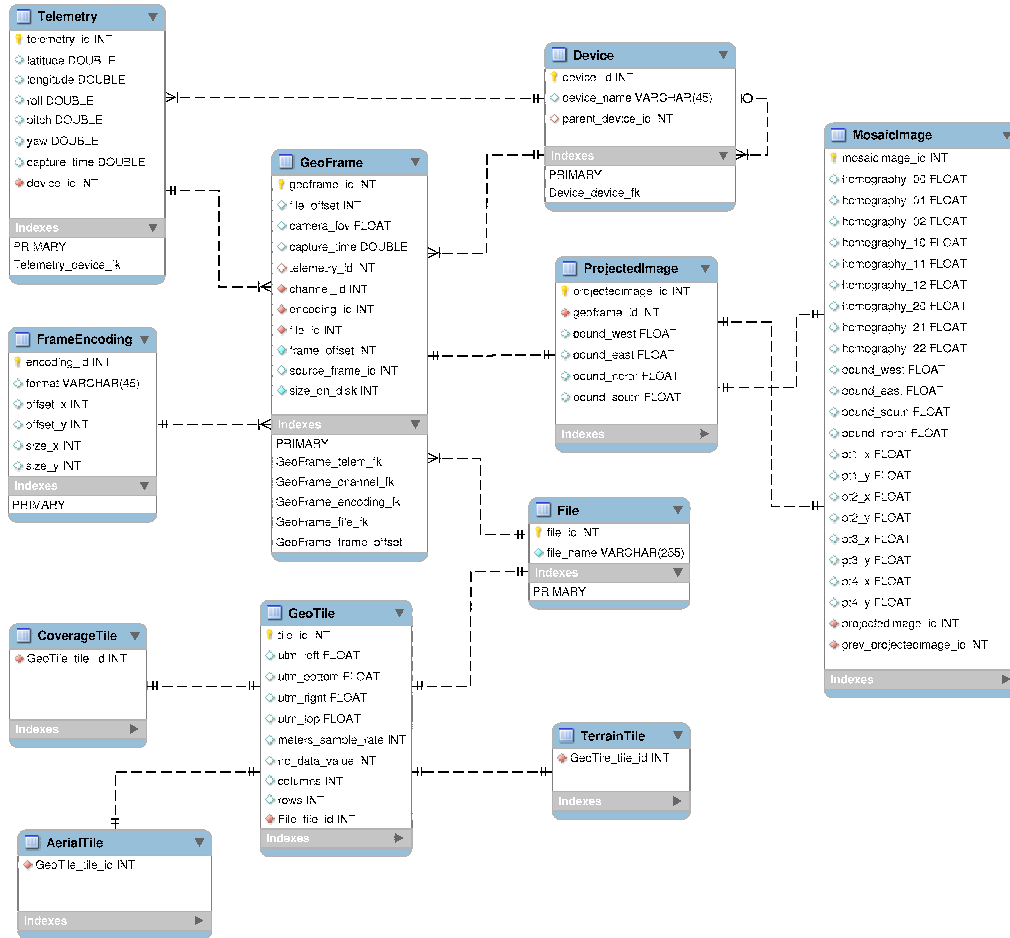 Telemetry
telemetry_id INT
latitude DOUBLE
longitude DOUBLE
roll DOUBLE
pitch DOUBLE
yaw DOUBLE
capture_time DOUBLE
device_id INT
Indexes
PRIMARY
Telemetry_device_fk
FrameEncoding
encoding_id INT
format VARCHAR(45)
offset_x INT
offset_y INT
size_x INT
size_y INT
Indexes
PRIMARY
CoverageTile
GeoTile_tile_id INT
Indexes
AerialTile
GeoTile_tile_id INT
Indexes
GeoFrame
geoframe_id INT
file_offset INT
camera_fov FLOAT
capture_time DOUBLE
telemetry_id INT
channel_id INT
encoding_id INT
file_id INT
frame_offset INT
source_frame_id INT
size_on_disk INT
Indexes
PRIMARY
GeoFrame_telem_fk
GeoFrame_channel_fk
GeoFrame_encoding_fk
GeoFrame_file_fk
GeoFrame_frame_offset
GeoTile
tile_id INT
utm_left FLOAT
utm_bottom FLOAT
utm_right FLOAT
utm_top FLOAT
meters_sample_rate INT
no_data_value INT
columns INT
rows INT
File_file_id INT
Indexes
Device
device_id INT
device_name VARCHAR(45)
parent_device_id INT
Indexes
PRIMARY
Device_device_fk
ProjectedImage
projectedimage_id INT
geoframe_id INT
bound_west FLOAT
bound_east FLOAT
bound_north FLOAT
bound_south FLOAT
Indexes
File
file_id INT
file_name VARCHAR(255)
Indexes
PRIMARY
TerrainTile
GeoTile_tile_id INT
Indexes
MosaicImage
mosaicimage_id INT
homography_00 FLOAT
homography_01 FLOAT
homography_02 FLOAT
homography_10 FLOAT
homography_11 FLOAT
homography_12 FLOAT
homography_20 FLOAT
homography_21 FLOAT
homography_22 FLOAT
bound_west FLOAT
bound_east FLOAT
bound_south FLOAT
bound_north FLOAT
pt1_x FLOAT
pt1_y FLOAT
pt2_x FLOAT
pt2_y FLOAT
pt3_x FLOAT
pt3_y FLOAT
pt4_x FLOAT
pt4_y FLOAT
projectedimage_id INT
prev_projectedimage_id INT
Indexes